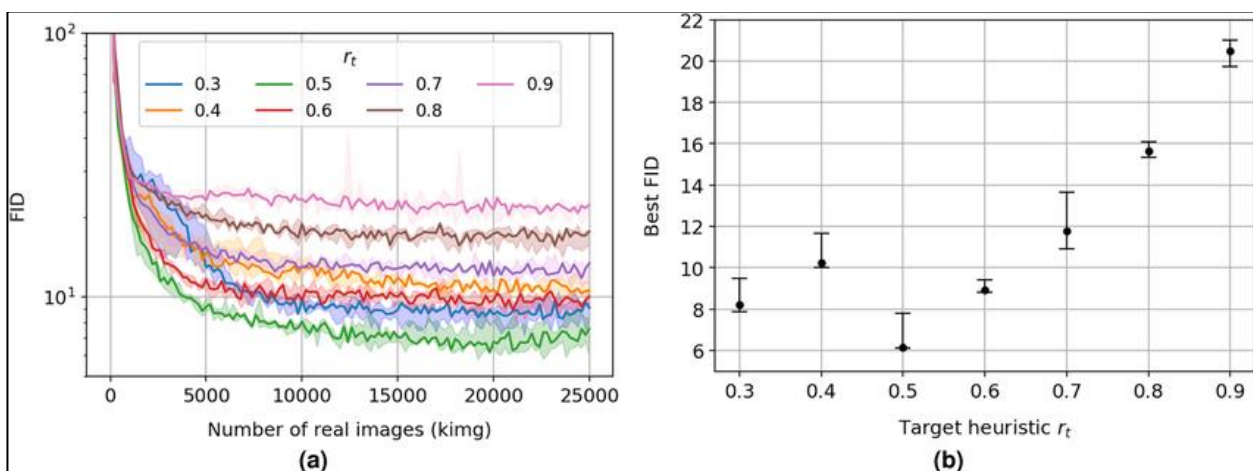 10²
r_t
0.3 0.5 0.7 0.9
0.4 0.6 0.8
FID
10¹
0 5000 10000 15000 20000 25000
Number of real images (kimg)
(a)
22
20
18
16
14
12
10
8
6
Best FID
0.3 0.4 0.5 0.6 0.7 0.8 0.9
Target heuristic r_t
(b)